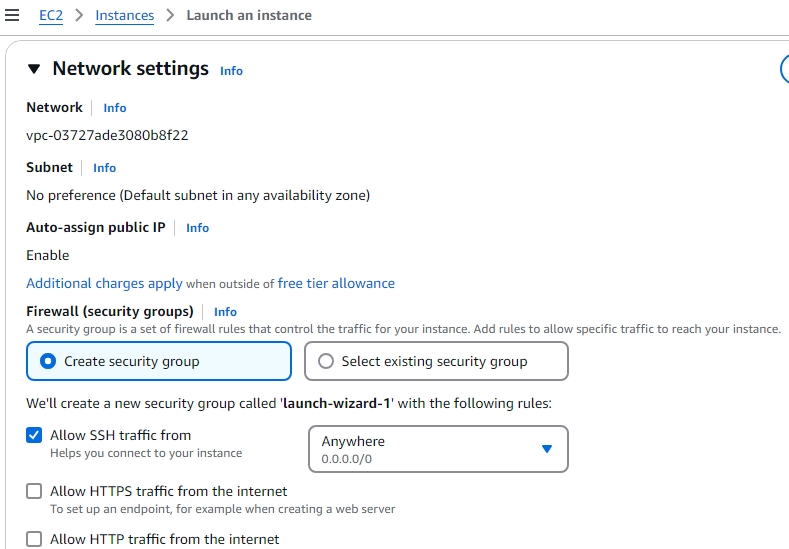 EC2 > Instances > Launch an instance
Network settings Info
Network Info
vpc-03727ade3080b8f22
Subnet Info
No preference (Default subnet in any availability zone)
Auto-assign public IP Info
Enable
Additional charges apply when outside of free tier allowance
Firewall (security groups) Info
A security group is a set of firewall rules that control the traffic for your instance. Add rules to allow specific traffic to reach your instance.
Create security group Select existing security group
We'll create a new security group called 'launch-wizard-1' with the following rules:
Allow SSH traffic from Anywhere
Helps you connect to your instance 0.0.0.0/0
Allow HTTPS traffic from the internet
To set up an endpoint, for example when creating a web server
Allow HTTP traffic from the internet